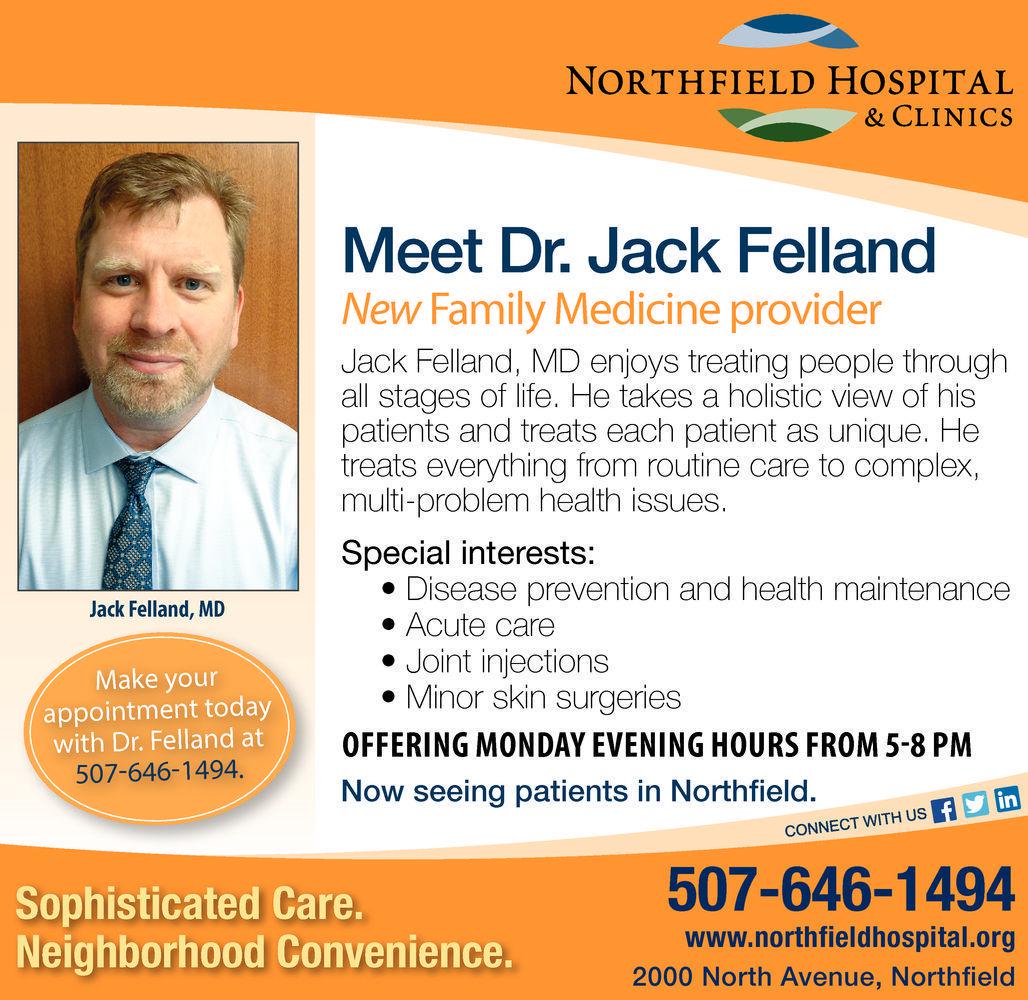 NORTHFIELD HOSPITAL
& CLINICS
Meet Dr. Jack Felland
New Family Medicine provider
Jack Felland, MD enjoys treating people through
all stages of life. He takes a holistic view of his
patients and treats each patient as unique. He
treats everything from routine care to complex,
multi-problem health issues.
Special interests:
• Disease prevention and health maintenance
• Acute care
• Joint injections
• Minor skin surgeries
OFFERING MONDAY EVENING HOURS FROM 5-8 PM
Now seeing patients in Northfield.
Jack Felland, MD
Make your
appointment today
with Dr. Felland at
507-646-1494.
CONNECT WITH US f in
Sophisticated Care.
Neighborhood Convenience.
507-646-1494
www.northfieldhospital.org
2000 North Avenue, Northfield